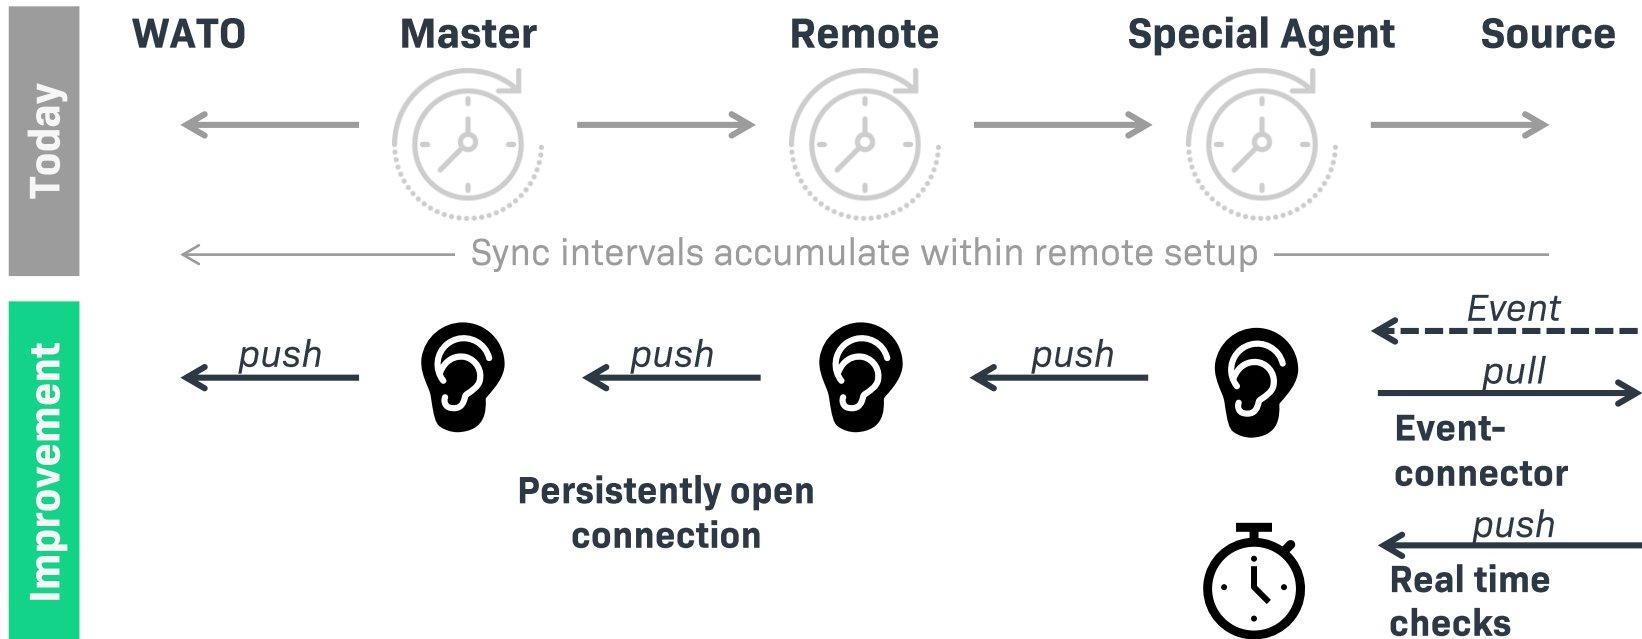 WATO Master Remote Special Agent Source
Today
Sync intervals accumulate within remote setup
Improvement
push push push
Event
pull
Event-
connector
Persistently open
connection
push
Real time
checks